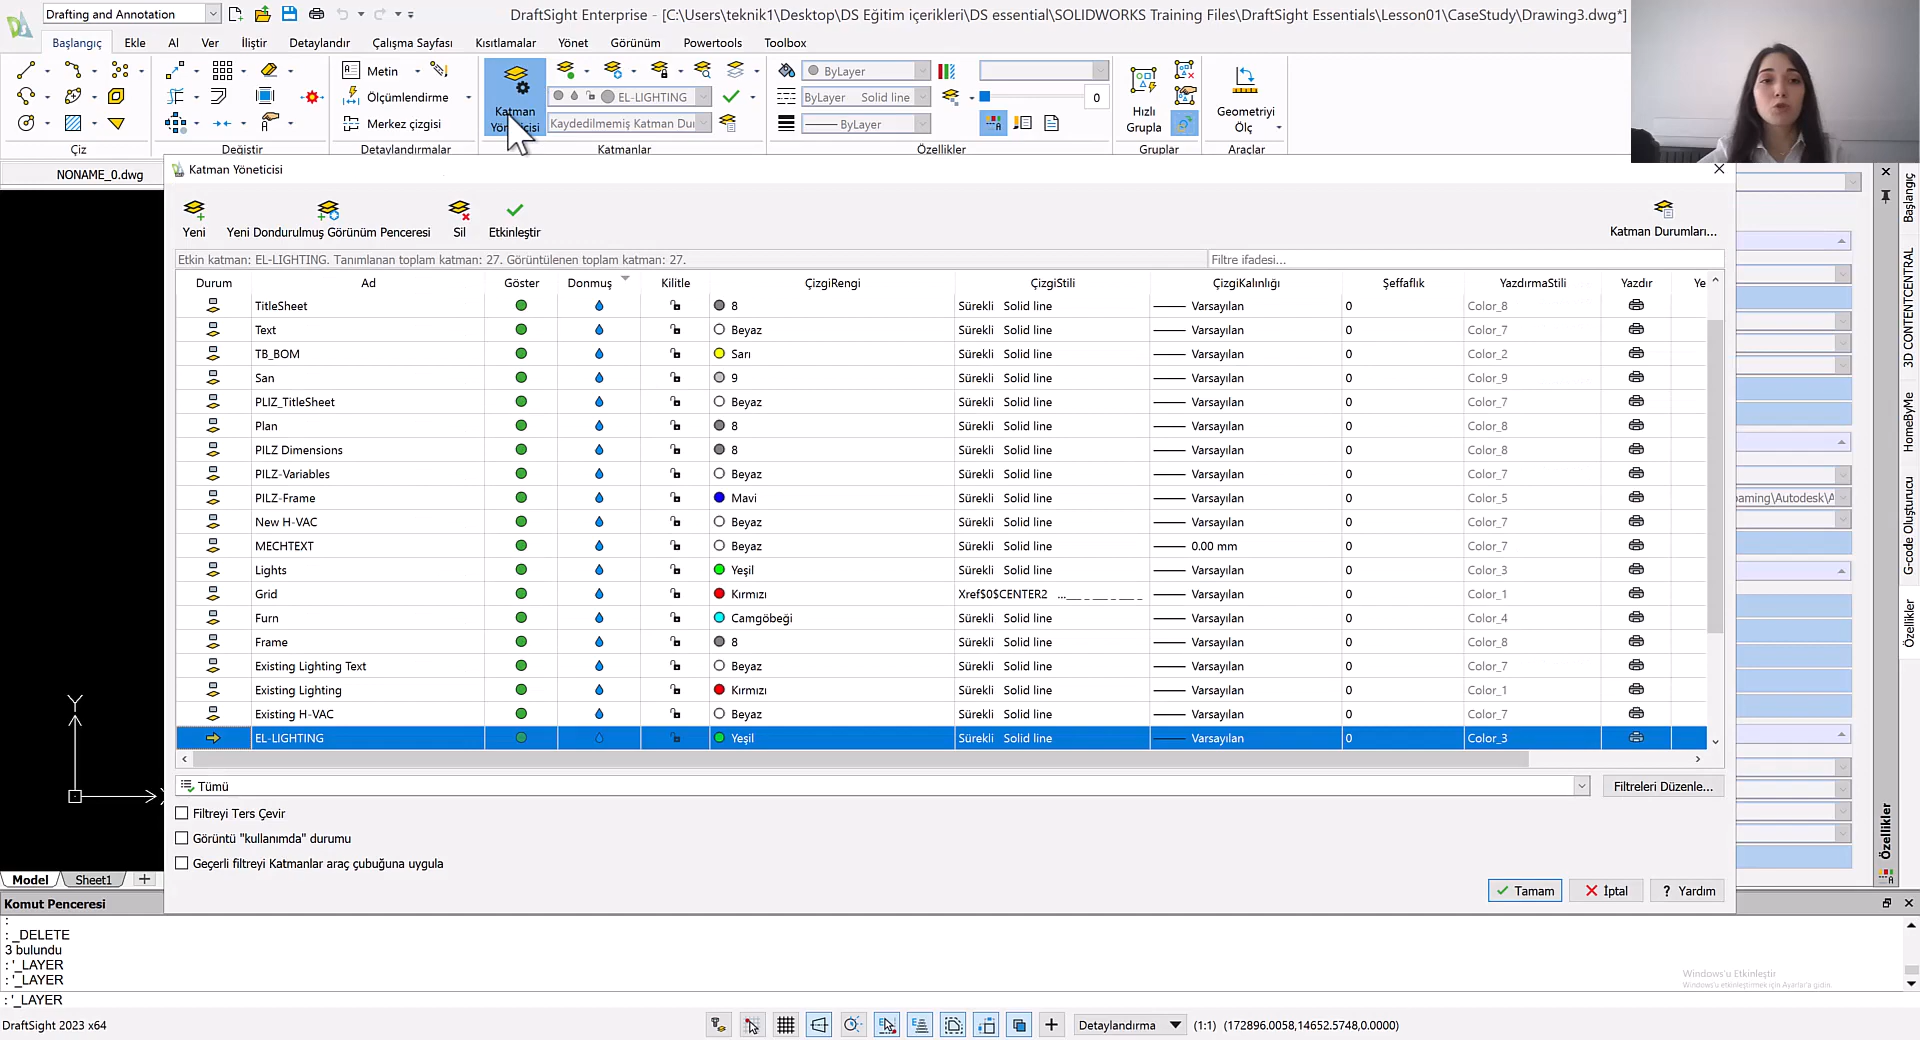 Drafting and Annotation
DraftSight Enterprise - [C:\Users\teknik1\Desktop\DS Eğitim içerikleri\DS essential\SOLIDWORKS Training Files\DraftSight Essentials\Lesson01\CaseStudy\Drawing3.dwg*]
Başlangıç Ekle AI Ver İliştir Detaylandır Çalışma Sayfası Kısıtlamalar Yönet Görünüm Powertools Toolbox
Metin
Ölçümlendirme
Merkez çizgisi
Katman
Yöneticisi
EL-LIGHTING
Kaydedilmemiş Katman Du
ByLayer
ByLayer Solid line
ByLayer
0
Hızlı
Grupla
Geometriyi
Ölç
Çiz Değiştir Detaylandırmalar Katmanlar Özellikler Gruplar Araçlar
NONAME_0.dwg
Katman Yöneticisi
Yeni Yeni Dondurulmuş Görünüm Penceresi Sil Etkinleştir Katman Durumları...
Etkin katman: EL-LIGHTING. Tanımlanan toplam katman: 27. Görüntülenen toplam katman: 27. Filtre ifadesi...
Durum Ad Göster Donmuş Kilitle ÇizgiRengi ÇizgiStili ÇizgiKalınlığı Şeffaflık YazdırmaStili Yazdır Ye
TitleSheet 8 Sürekli Solid line Varsayılan 0 Color_8
Text Beyaz Sürekli Solid line Varsayılan 0 Color_7
TB_BOM Sarı Sürekli Solid line Varsayılan 0 Color_2
San 9 Sürekli Solid line Varsayılan 0 Color_9
PLIZ_TitleSheet Beyaz Sürekli Solid line Varsayılan 0 Color_7
Plan 8 Sürekli Solid line Varsayılan 0 Color_8
PILZ Dimensions 8 Sürekli Solid line Varsayılan 0 Color_8
PILZ-Variables Beyaz Sürekli Solid line Varsayılan 0 Color_7
PILZ-Frame Mavi Sürekli Solid line Varsayılan 0 Color_5
New H-VAC Beyaz Sürekli Solid line Varsayılan 0 Color_7
MECHTEXT Beyaz Sürekli Solid line 0.00 mm 0 Color_7
Lights Yeşil Sürekli Solid line Varsayılan 0 Color_3
Grid Kırmızı Xref$0$CENTER2 ... Varsayılan 0 Color_1
Furn Camgöbeği Sürekli Solid line Varsayılan 0 Color_4
Frame 8 Sürekli Solid line Varsayılan 0 Color_8
Existing Lighting Text Beyaz Sürekli Solid line Varsayılan 0 Color_7
Existing Lighting Kırmızı Sürekli Solid line Varsayılan 0 Color_1
Existing H-VAC Beyaz Sürekli Solid line Varsayılan 0 Color_7
EL-LIGHTING Yeşil Sürekli Solid line Varsayılan 0 Color_3
Tümü Filtreleri Düzenle...
Filtreyi Ters Çevir
Görüntü "kullanımda" durumu
Geçerli filtreyi Katmanlar araç çubuğuna uygula
Tamam İptal ? Yardım
oaming\Autodesk\A
Başlangıç
3D CONTENTCENTRAL
HomeByMe
G-code Oluşturucu
Özellikler
Özellikler
Y
Model Sheet1 +
Komut Penceresi
:
: _DELETE
3 bulundu
: '_LAYER
: '_LAYER
: '_LAYER
Windows'u Etkinleştir
Windows'u etkinleştirmek için Ayarlar'a gidin.
DraftSight 2023 x64 Detaylandırma (1:1) (172896.0058,14652.5748,0.0000)